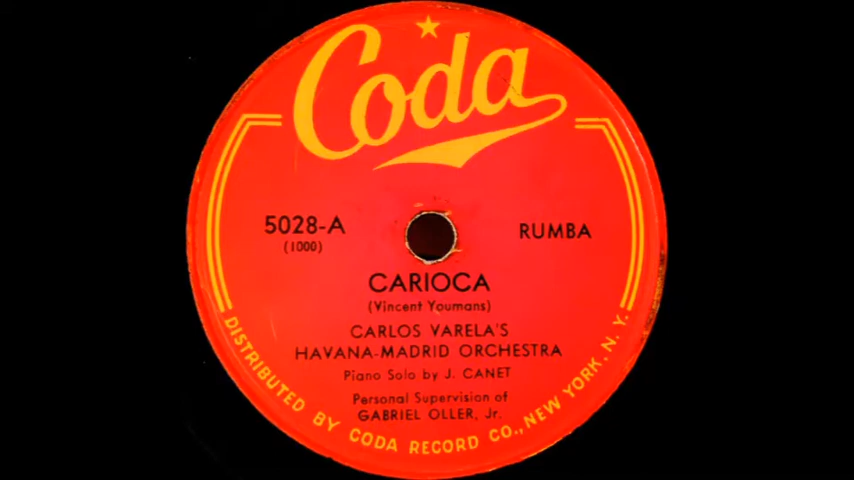 Coda
5028-A
(1000)
RUMBA
CARIOCA
(Vincent Youmans)
CARLOS VARELA'S
HAVANA-MADRID ORCHESTRA
Piano Solo by J. CANET
Personal Supervision of
GABRIEL OLLER, Jr.
DISTRIBUTED BY CODA RECORD CO., NEW YORK, N. Y.